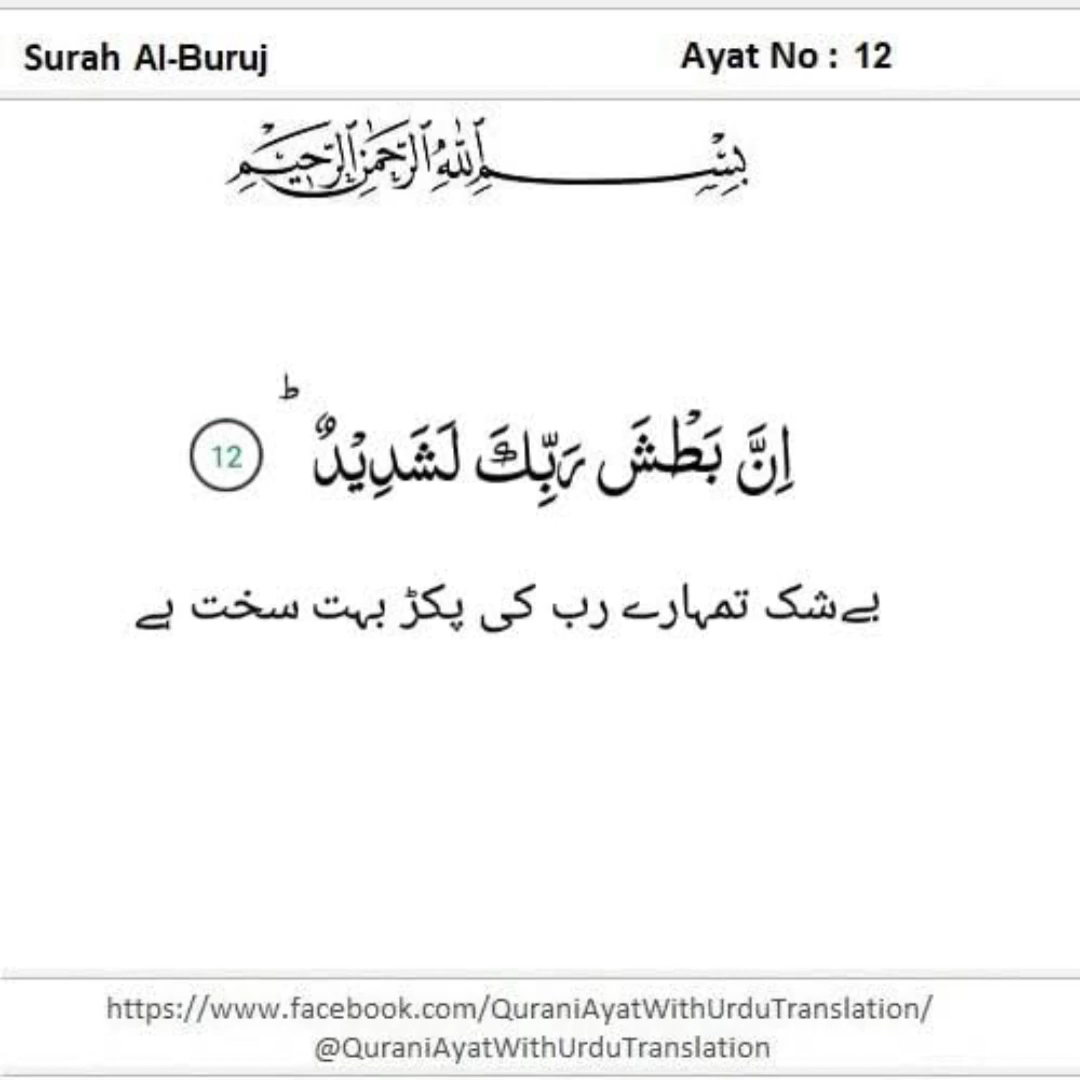 Surah Al-Buruj Ayat No : 12
بِسْمِ اللّٰهِ الرَّحْمٰنِ الرَّحِيْمِ
اِنَّ بَطْشَ رَبِّكَ لَشَدِيْدٌ ؕ 12
بےشک تمہارے رب کی پکڑ بہت سخت ہے
https://www.facebook.com/QuraniAyatWithUrduTranslation/
@QuraniAyatWithUrduTranslation